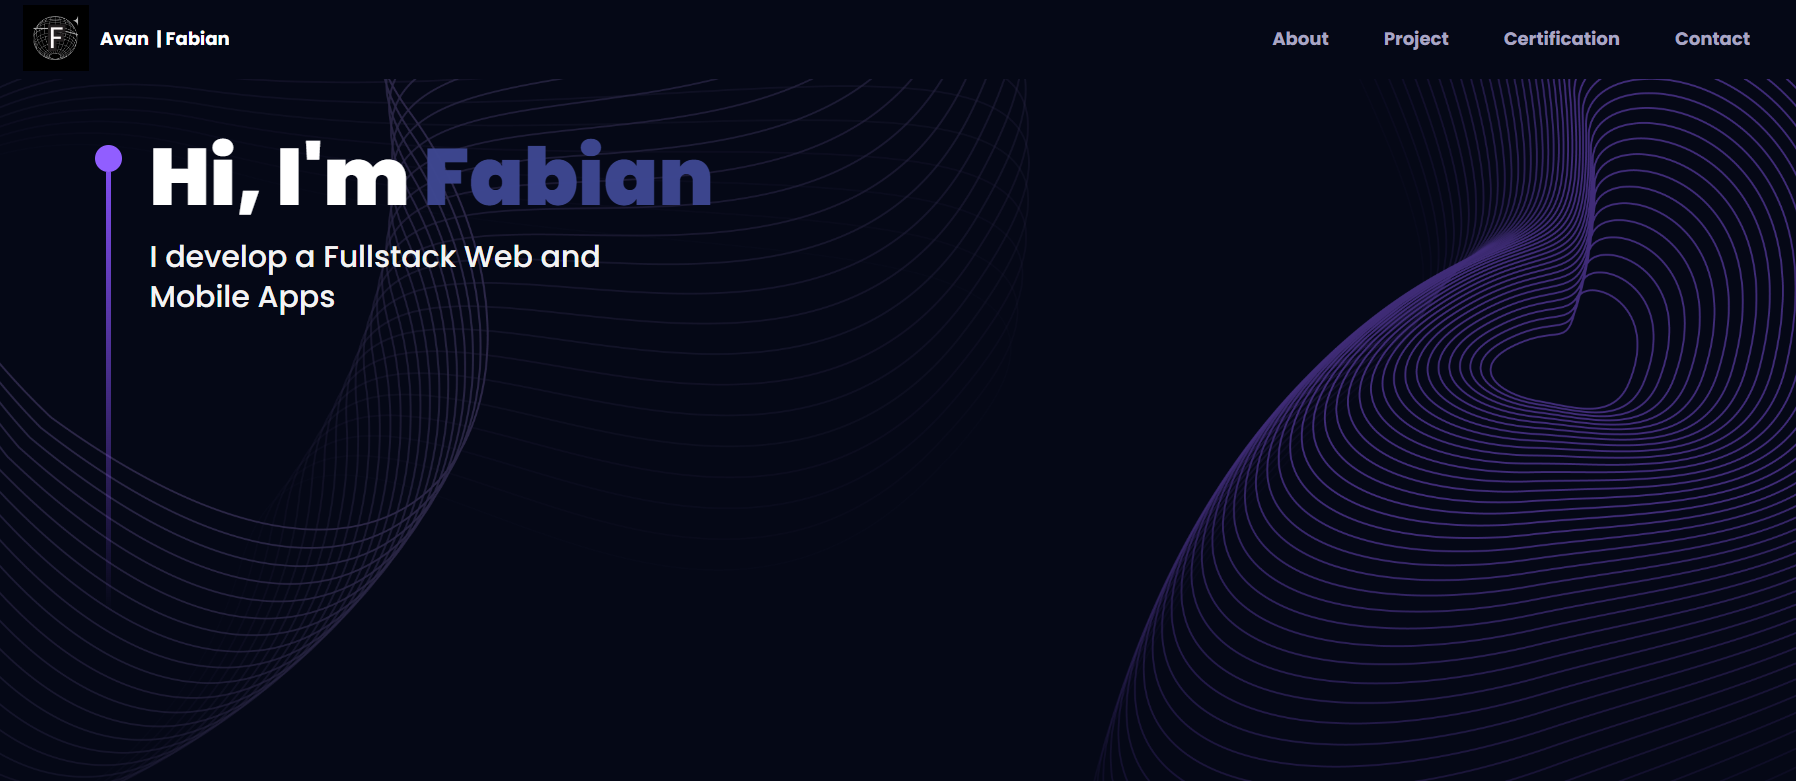 F
Avan | Fabian
About
Project
Certification
Contact
Hi, I'm Fabian
I develop a Fullstack Web and
Mobile Apps